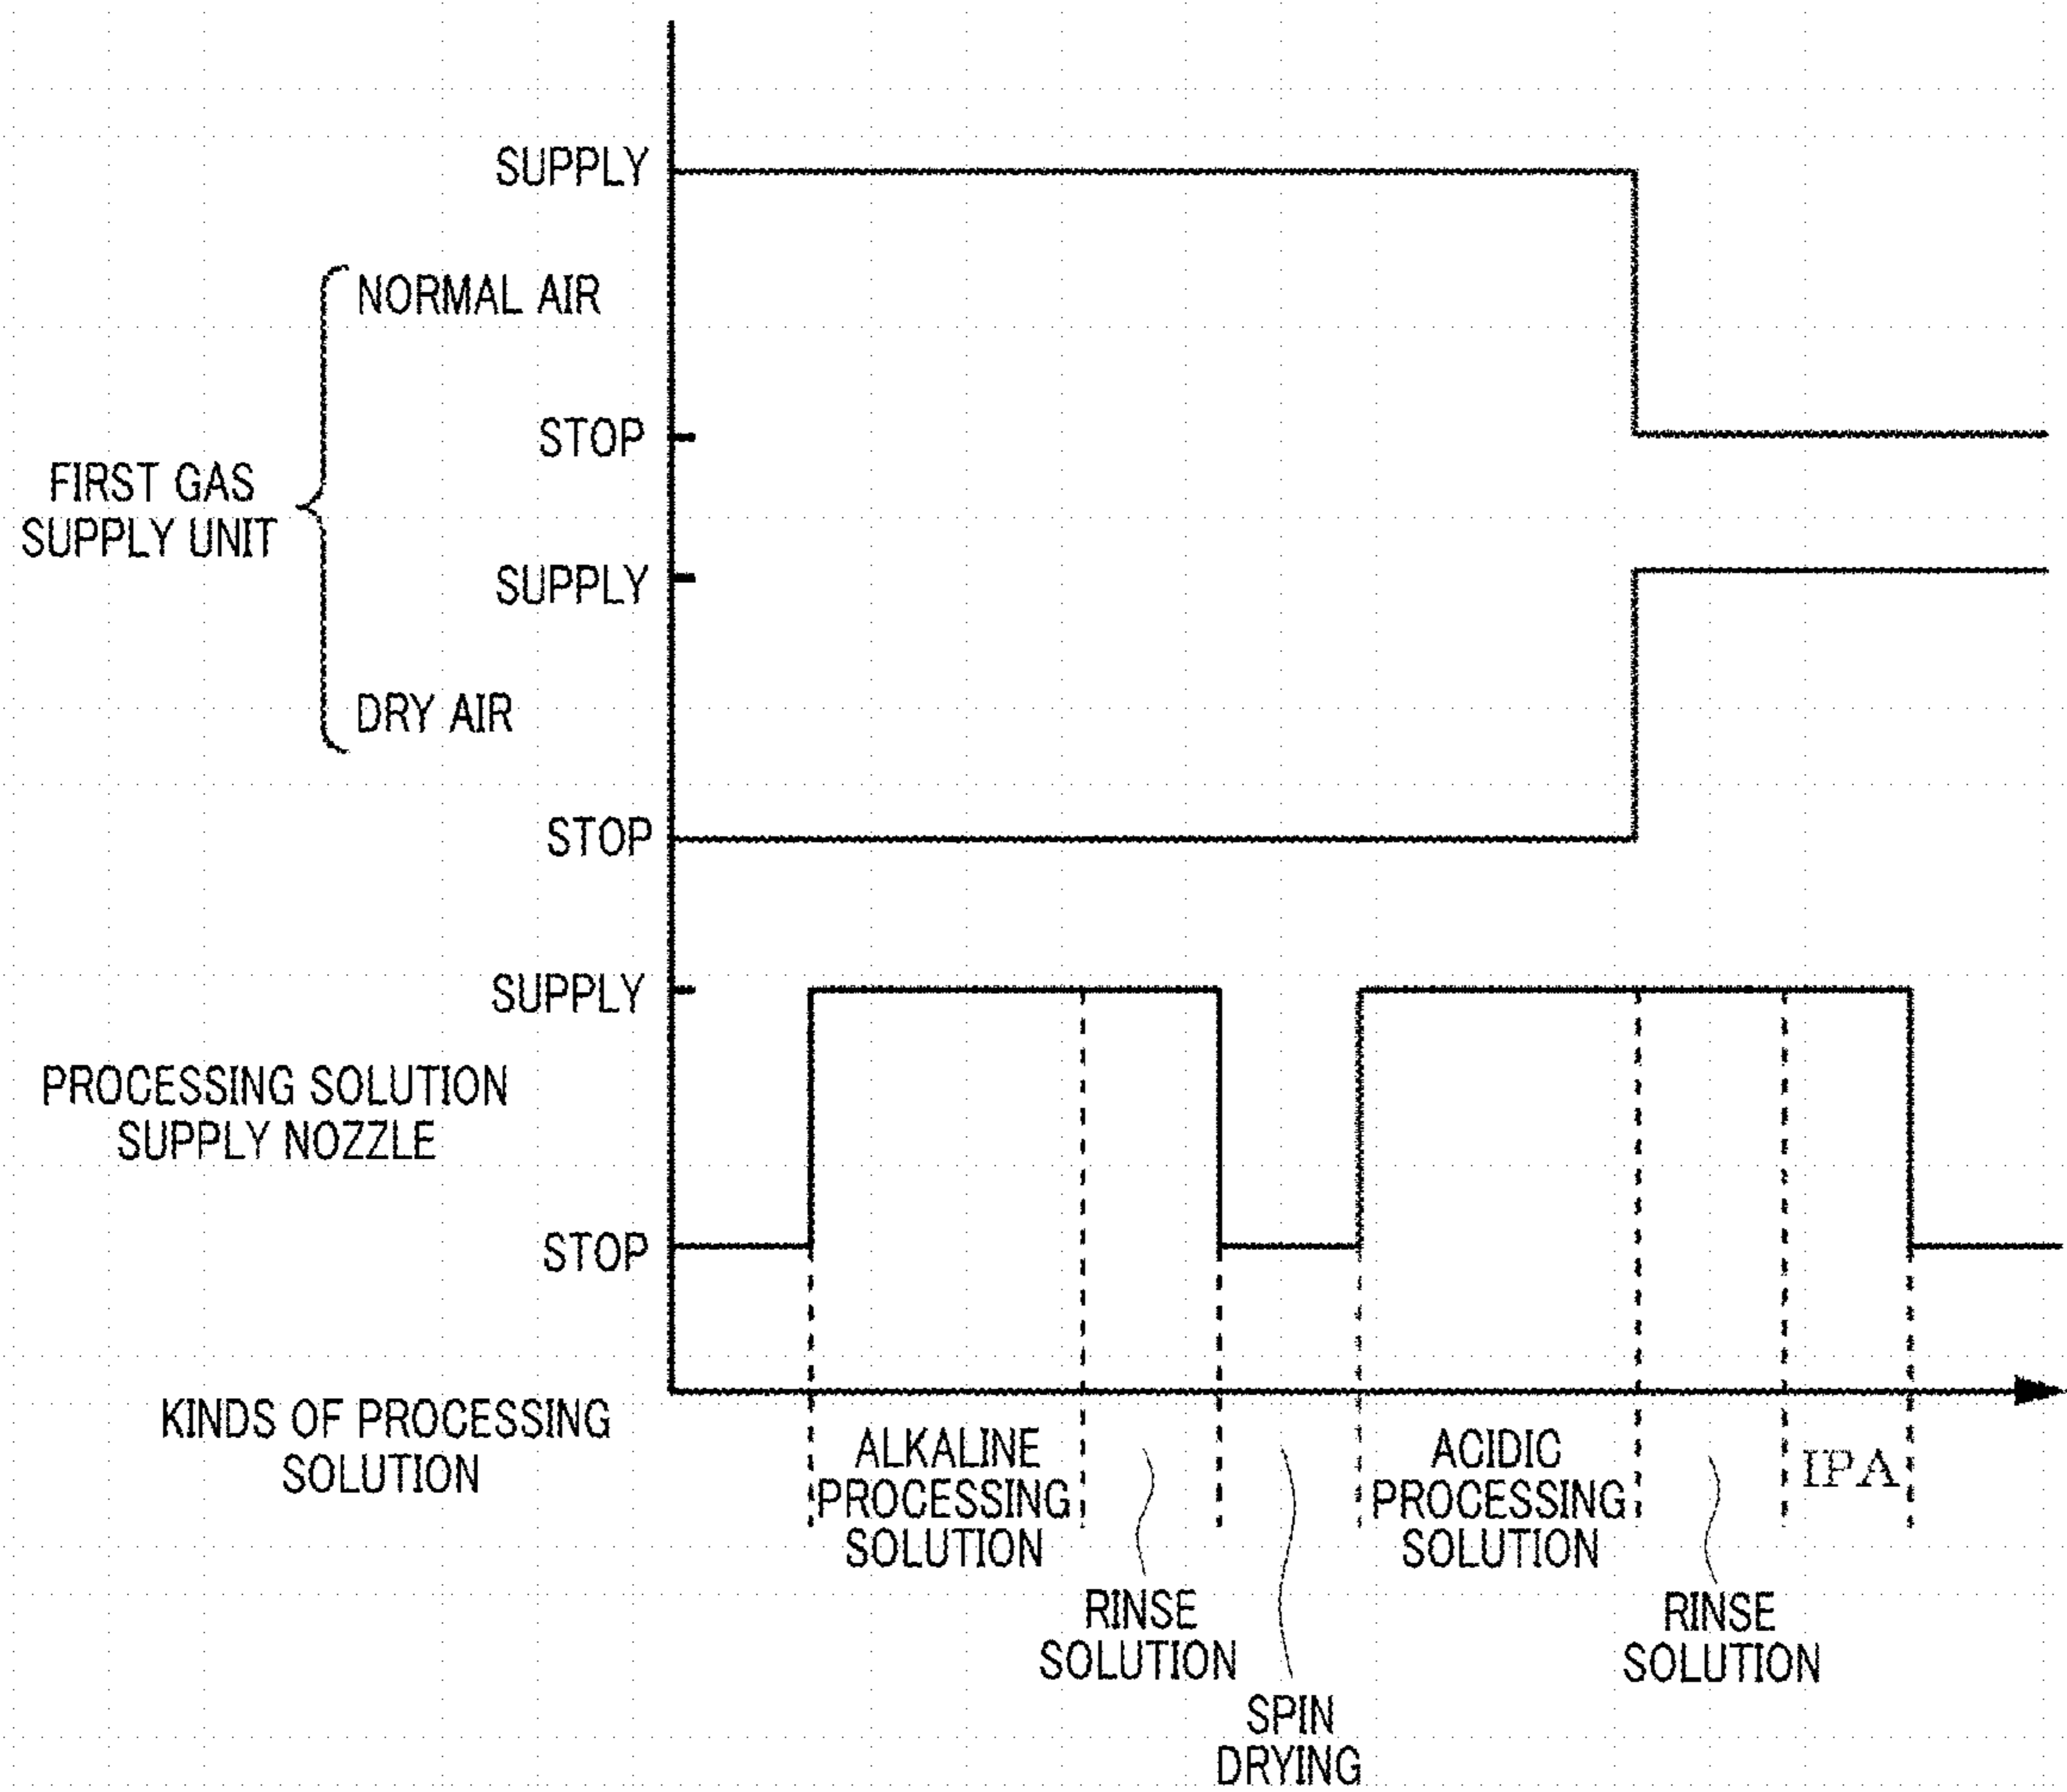 SUPPLY
NORMAL AIR
STOP
FIRST GAS
SUPPLY UNIT
SUPPLY
DRY AIR
STOP
SUPPLY
PROCESSING SOLUTION
SUPPLY NOZZLE
STOP
KINDS OF PROCESSING
SOLUTION
ALKALINE
PROCESSING
SOLUTION
RINSE
SOLUTION
SPIN
DRYING
ACIDIC
PROCESSING
SOLUTION
RINSE
SOLUTION
IPA